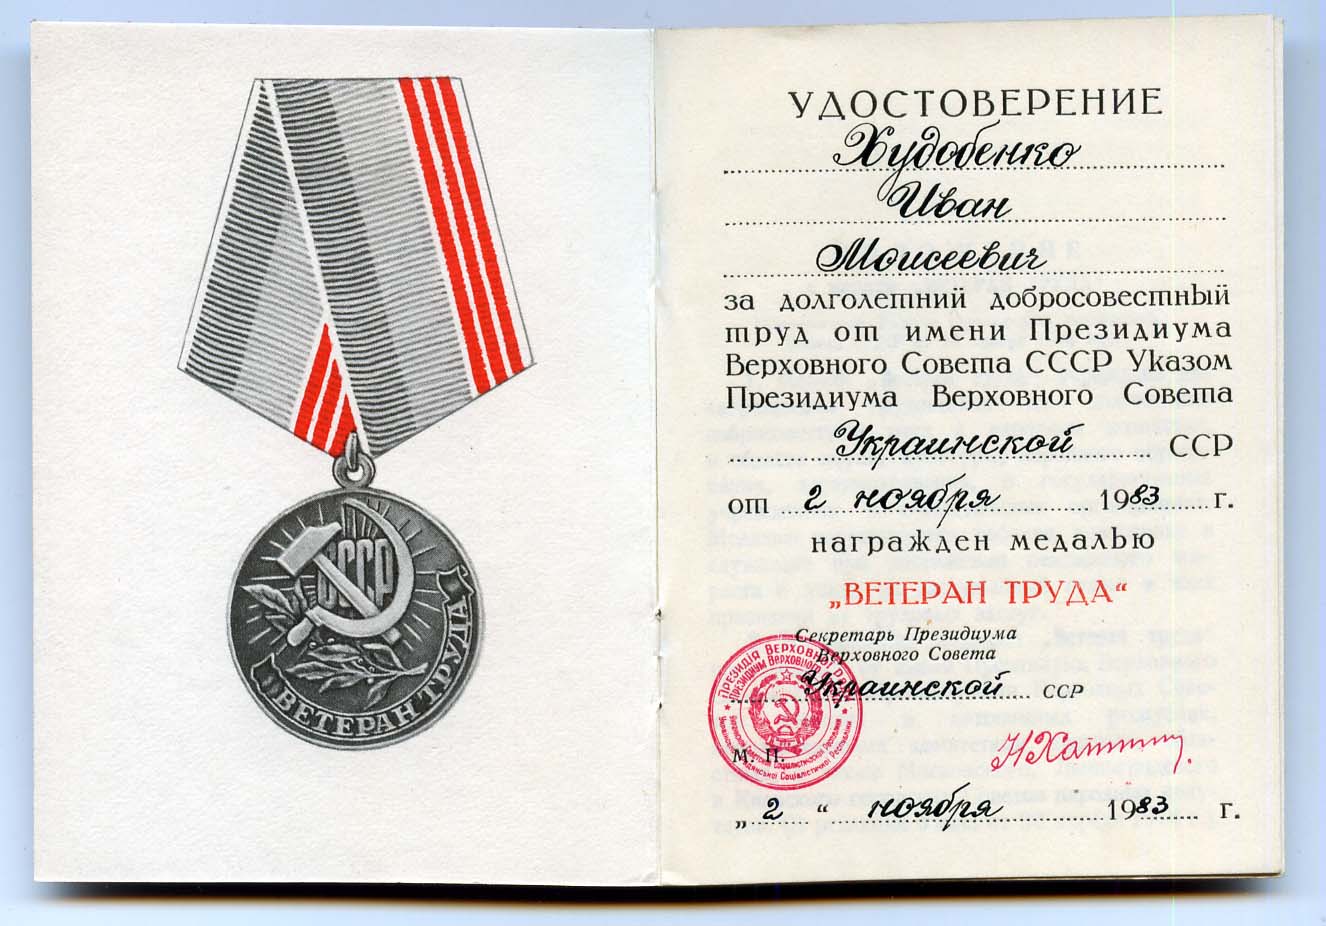 СССР
ВЕТЕРАН ТРУДА
УДОСТОВЕРЕНИЕ
Худобенко
Иван
Моисеевич
за долголетний добросовестный
труд от имени Президиума
Верховного Совета СССР Указом
Президиума Верховного Совета
Украинской ССР
от 2 ноября 1983 г.
награжден медалью
„ВЕТЕРАН ТРУДА“
Секретарь Президиума
Верховного Совета
Украинской ССР
М. П.
„2“ ноября 1983 г.